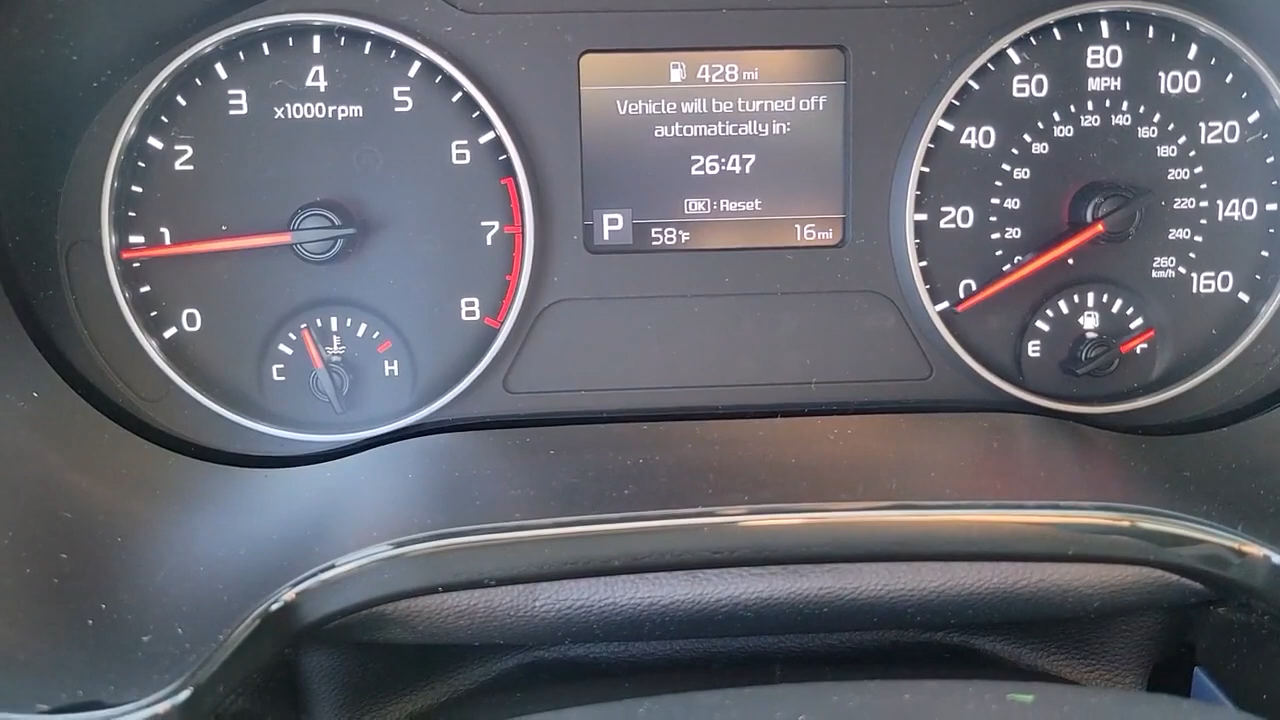 0
1
2
3
4
5
6
7
8
x1000rpm
C
H
428 mi
Vehicle will be turned off
automatically in:
26:47
OK : Reset
P
58°F
16mi
0
20
40
60
80
100
120
140
160
MPH
20
40
60
80
100
120
140
160
180
200
220
240
260
km/h
E